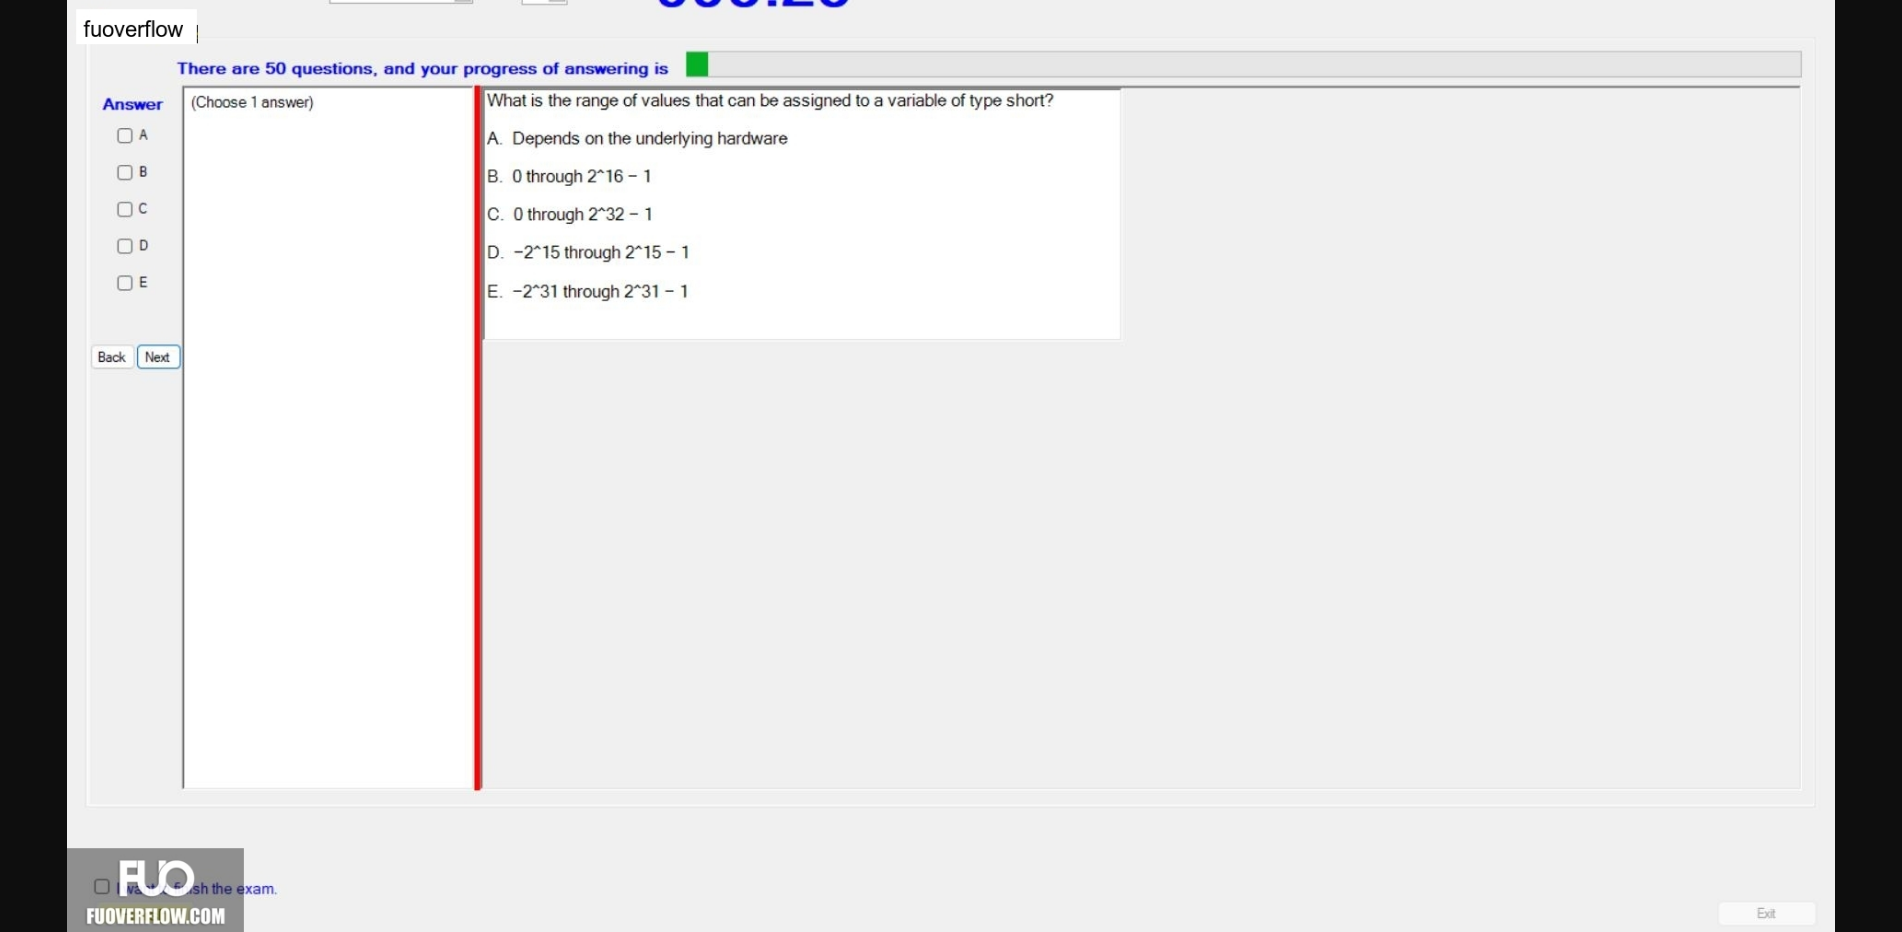 fuoverflow
There are 50 questions, and your progress of answering is
Answer
(Choose 1 answer)
A
B
C
D
E
Back
Next
What is the range of values that can be assigned to a variable of type short?
A. Depends on the underlying hardware
B. 0 through 2^16 − 1
C. 0 through 2^32 − 1
D. −2^15 through 2^15 − 1
E. −2^31 through 2^31 − 1
FUO
I want finish the exam.
FUOVERFLOW.COM
Exit